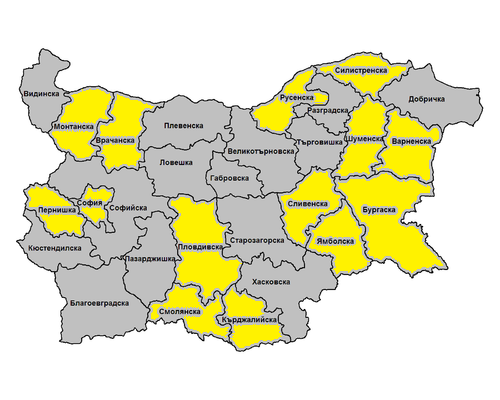 Силистренска
Видинска
Русенска
Добричка
Разградска
Монтанска
Плевенска
Врачанска
Търговишка
Шуменска
Варненска
Великотърновска
Ловешка
Габровска
София
Софийска
Сливенска
Пернишка
Бургаска
Кюстендилска
Пловдивска
Старозагорска
Ямболска
Пазарджишка
Хасковска
Благоевградска
Смолянска
Кърджалийска